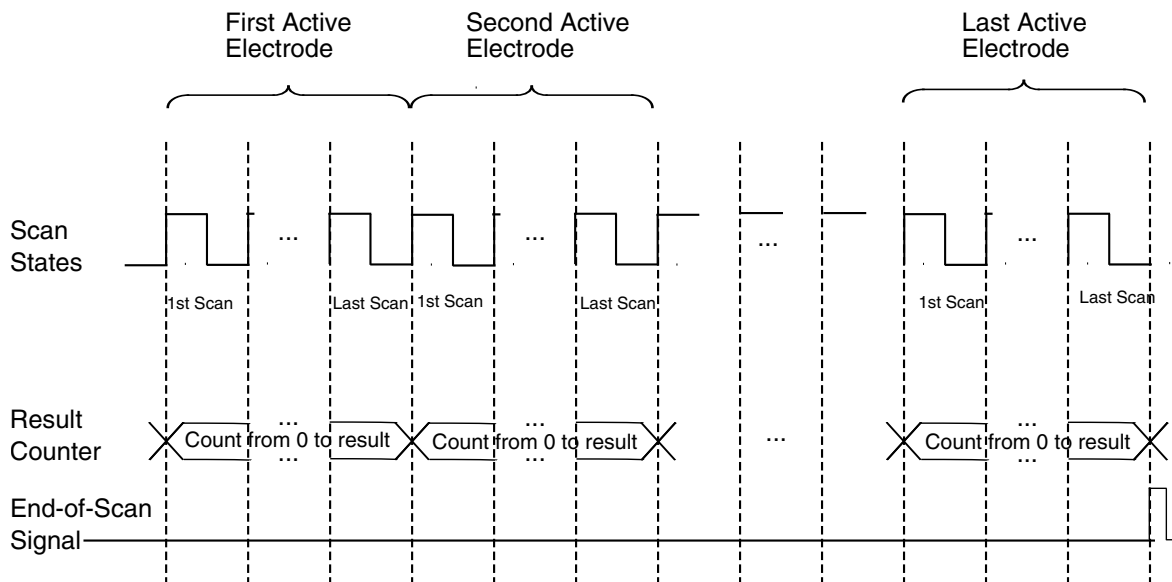 First Active
Electrode
Second Active
Electrode
Last Active
Electrode
Scan
States
...
...
...
...
1st Scan
Last Scan
1st Scan
Last Scan
1st Scan
Last Scan
Result
Counter
...
Count from 0 to result
...
...
Count from 0 to result
...
...
...
Count from 0 to result
...
End-of-Scan
Signal